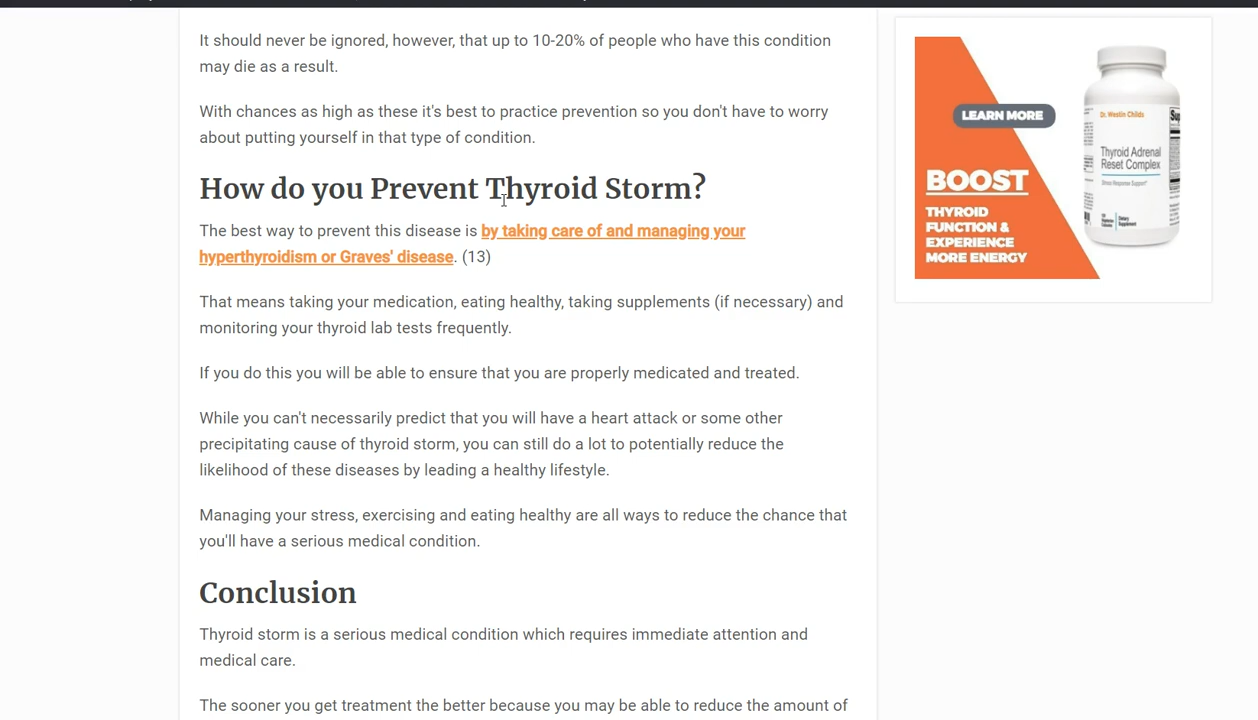 It should never be ignored, however, that up to 10-20% of people who have this condition
may die as a result.
With chances as high as these it's best to practice prevention so you don't have to worry
about putting yourself in that type of condition.
How do you Prevent Thyroid Storm?
The best way to prevent this disease is by taking care of and managing your
hyperthyroidism or Graves' disease. (13)
That means taking your medication, eating healthy, taking supplements (if necessary) and
monitoring your thyroid lab tests frequently.
If you do this you will be able to ensure that you are properly medicated and treated.
While you can't necessarily predict that you will have a heart attack or some other
precipitating cause of thyroid storm, you can still do a lot to potentially reduce the
likelihood of these diseases by leading a healthy lifestyle.
Managing your stress, exercising and eating healthy are all ways to reduce the chance that
you'll have a serious medical condition.
Conclusion
Thyroid storm is a serious medical condition which requires immediate attention and
medical care.
The sooner you get treatment the better because you may be able to reduce the amount of
LEARN MORE
BOOST
THYROID
FUNCTION &
EXPERIENCE
MORE ENERGY
Dr. Westin Childs
Thyroid Adrenal
Reset Complex
Stress Response Support*